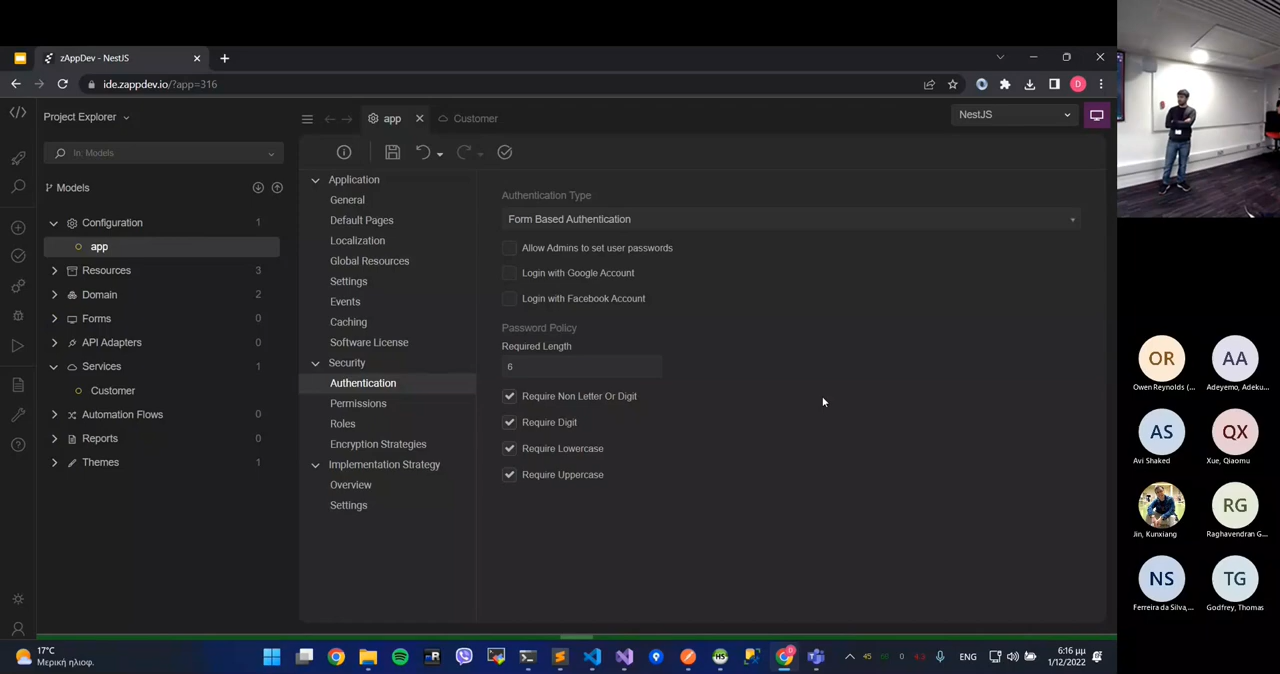 zAppDev - NestJS
ide.zappdev.io/?app=316
D
Project Explorer
app
Customer
NestJS
In: Models
Models
Configuration 1
app
Resources 3
Domain 2
Forms 0
API Adapters 0
Services 1
Customer
Automation Flows 0
Reports 0
Themes 1
Application
General
Default Pages
Localization
Global Resources
Settings
Events
Caching
Software License
Security
Authentication
Permissions
Roles
Encryption Strategies
Implementation Strategy
Overview
Settings
Authentication Type
Form Based Authentication
Allow Admins to set user passwords
Login with Google Account
Login with Facebook Account
Password Policy
Required Length
6
Require Non Letter Or Digit
Require Digit
Require Lowercase
Require Uppercase
OR
Owen Reynolds (...
AA
Adeyemo, Adeku...
AS
Avi Shaked
QX
Xue, Qiaomu
Jin, Kunxiang
RG
Raghavendran G...
NS
Ferreira da Silva,...
TG
Godfrey, Thomas
17°C
Μερική ηλιοφ.
ENG
6:16 μμ
1/12/2022